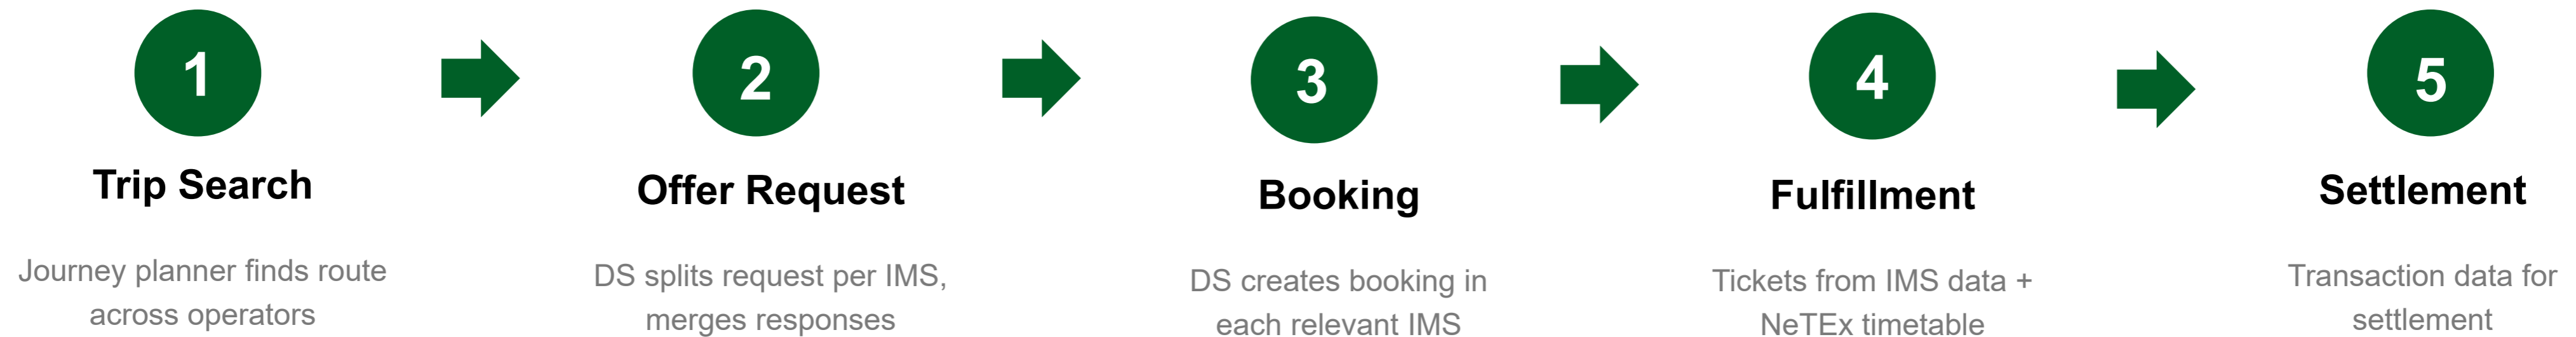 1
Trip Search
Journey planner finds route
across operators
2
Offer Request
DS splits request per IMS,
merges responses
3
Booking
DS creates booking in
each relevant IMS
4
Fulfillment
Tickets from IMS data +
NeTEx timetable
5
Settlement
Transaction data for
settlement